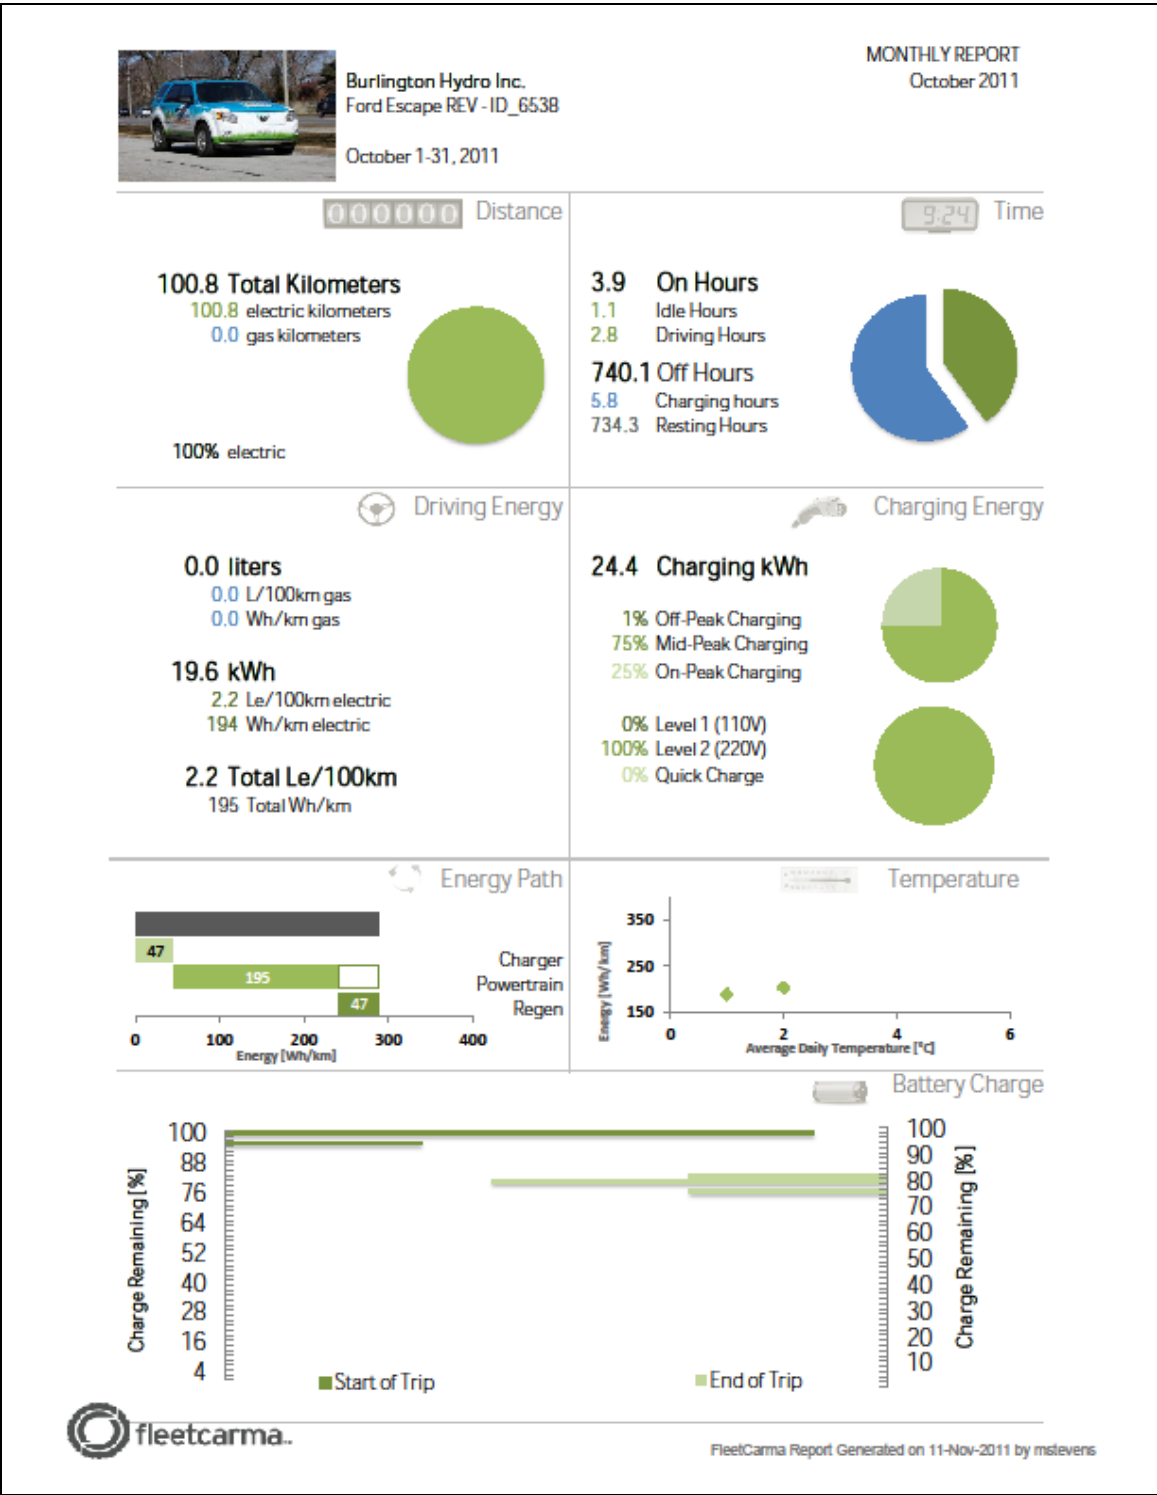 MONTHLY REPORT
October 2011
Burlington Hydro Inc.
Ford Escape REV - ID_6538
October 1-31, 2011
000000 Distance
100.8 Total Kilometers
100.8 electric kilometers
0.0 gas kilometers
100% electric
9:24 Time
3.9 On Hours
1.1 Idle Hours
2.8 Driving Hours
740.1 Off Hours
5.8 Charging hours
734.3 Resting Hours
Driving Energy
0.0 liters
0.0 L/100km gas
0.0 Wh/km gas
19.6 kWh
2.2 Le/100km electric
194 Wh/km electric
2.2 Total Le/100km
195 Total Wh/km
Charging Energy
24.4 Charging kWh
1% Off-Peak Charging
75% Mid-Peak Charging
25% On-Peak Charging
0% Level 1 (110V)
100% Level 2 (220V)
0% Quick Charge
Energy Path
47
195
47
Charger
Powertrain
Regen
0 100 200 300 400
Energy [Wh/km]
Temperature
350
250
150
Energy [Wh/km]
0 2 4 6
Average Daily Temperature [°C]
Battery Charge
100
88
76
64
52
40
28
16
4
Charge Remaining [%]
100
90
80
70
60
50
40
30
20
10
Charge Remaining [%]
Start of Trip
End of Trip
fleetcarma
FleetCarma Report Generated on 11-Nov-2011 by mstevens